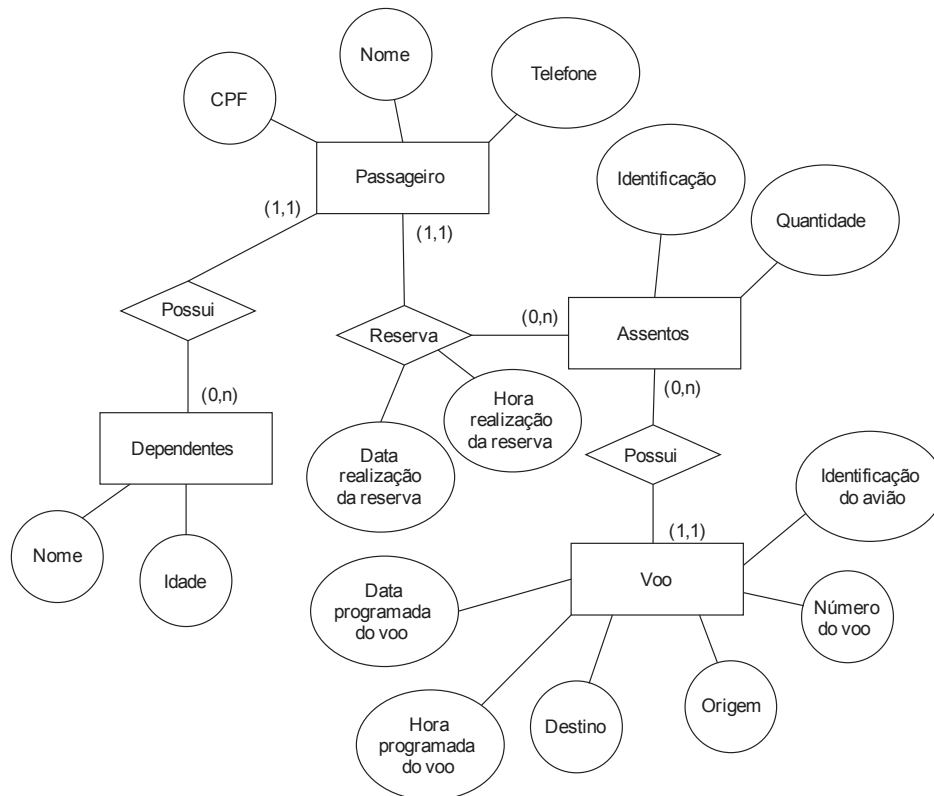 Nome
Telefone
CPF
Passageiro
Identificação
Quantidade
(1,1)
(1,1)
Possui
(0,n)
Reserva
Assentos
(0,n)
(0,n)
Hora
realização
da reserva
Dependentes
Data
realização
da reserva
Possui
Identificação
do avião
(1,1)
Nome
Idade
Data
programada
do voo
Voo
Número
do voo
Hora
programada
do voo
Destino
Origem